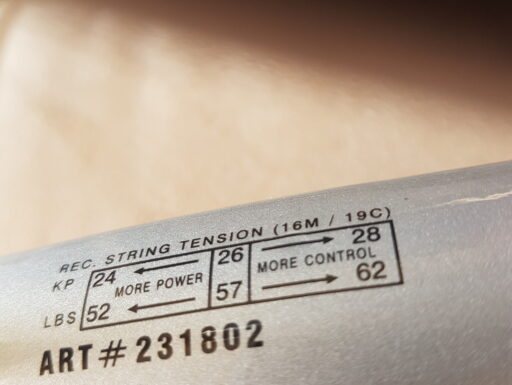 REC. STRING TENSION (16M / 19C)
KP 24 26 28
MORE POWER MORE CONTROL
LBS 52 57 62
ART# 231802